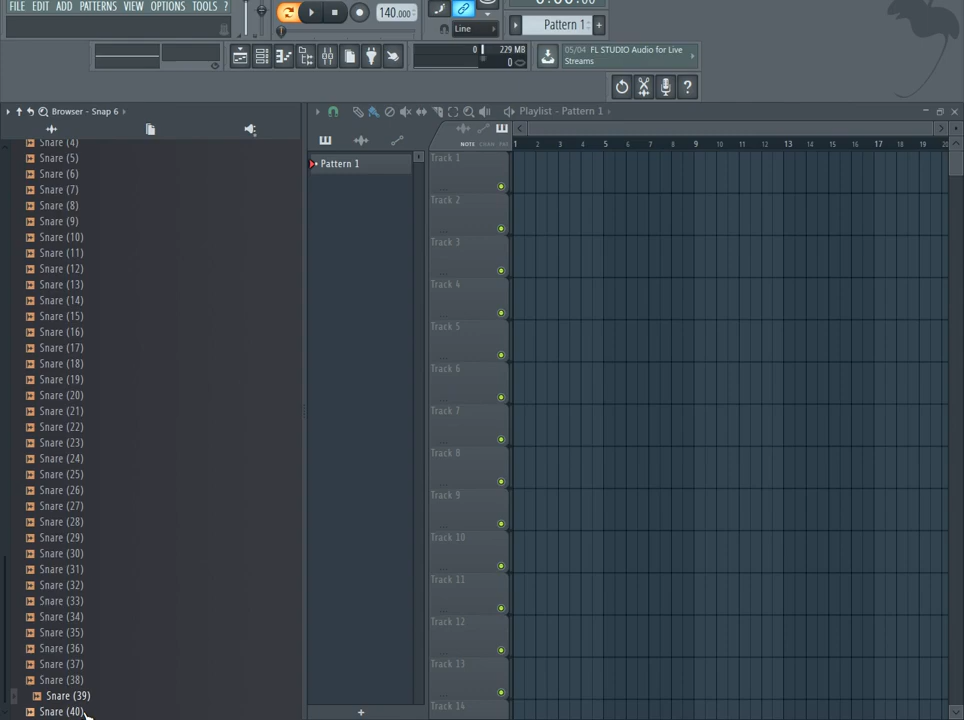 FILE EDIT ADD PATTERNS VIEW OPTIONS TOOLS ?
140.000
Line
Pattern 1
0 229 MB
0
05/04 FL STUDIO Audio for Live
Streams
Browser - Snap 6
Playlist - Pattern 1
NOTE CHAN PAT
1 2 3 4 5 6 7 8 9 10 11 12 13 14 15 16 17 18 19 20
Pattern 1
Track 1
Track 2
Track 3
Track 4
Track 5
Track 6
Track 7
Track 8
Track 9
Track 10
Track 11
Track 12
Track 13
Track 14
Snare (4)
Snare (5)
Snare (6)
Snare (7)
Snare (8)
Snare (9)
Snare (10)
Snare (11)
Snare (12)
Snare (13)
Snare (14)
Snare (15)
Snare (16)
Snare (17)
Snare (18)
Snare (19)
Snare (20)
Snare (21)
Snare (22)
Snare (23)
Snare (24)
Snare (25)
Snare (26)
Snare (27)
Snare (28)
Snare (29)
Snare (30)
Snare (31)
Snare (32)
Snare (33)
Snare (34)
Snare (35)
Snare (36)
Snare (37)
Snare (38)
Snare (39)
Snare (40)